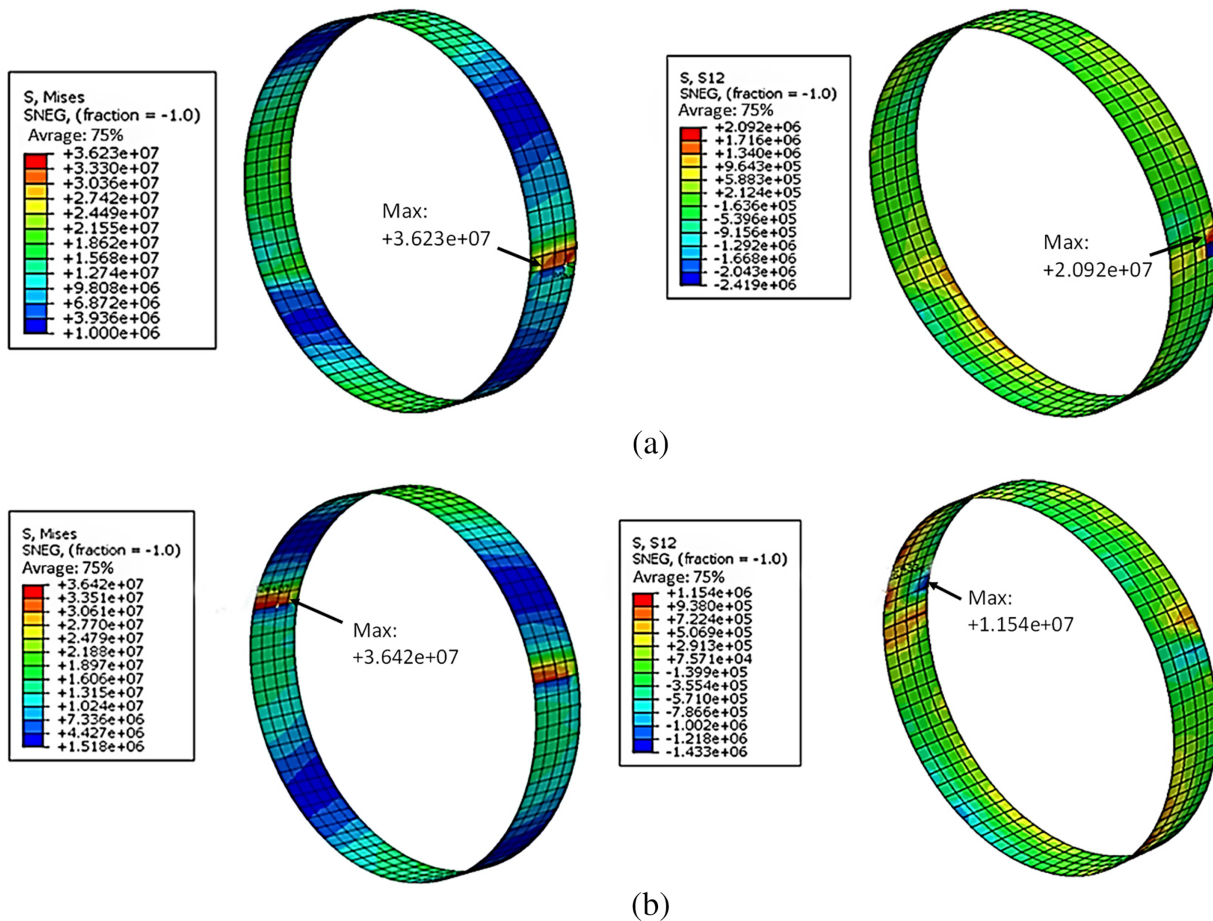 S, Mises
SNEG, (fraction = -1.0)
Avrage: 75%
+3.623e+07
+3.330e+07
+3.036e+07
+2.742e+07
+2.449e+07
+2.155e+07
+1.862e+07
+1.568e+07
+1.274e+07
+9.808e+06
+6.872e+06
+3.936e+06
+1.000e+06
Max:
+3.623e+07
S, S12
SNEG, (fraction = -1.0)
Avrage: 75%
+2.092e+06
+1.716e+06
+1.340e+06
+9.643e+05
+5.883e+05
+2.124e+05
-1.636e+05
-5.396e+05
-9.156e+05
-1.292e+06
-1.668e+06
-2.043e+06
-2.419e+06
Max:
+2.092e+07
(a)
S, Mises
SNEG, (fraction = -1.0)
Avrage: 75%
+3.642e+07
+3.351e+07
+3.061e+07
+2.770e+07
+2.479e+07
+2.188e+07
+1.897e+07
+1.606e+07
+1.315e+07
+1.024e+07
+7.336e+06
+4.427e+06
+1.518e+06
Max:
+3.642e+07
S, S12
SNEG, (fraction = -1.0)
Avrage: 75%
+1.154e+06
+9.380e+05
+7.224e+05
+5.069e+05
+2.913e+05
+7.571e+04
-1.399e+05
-3.554e+05
-5.710e+05
-7.866e+05
-1.002e+06
-1.218e+06
-1.433e+06
Max:
+1.154e+07
(b)